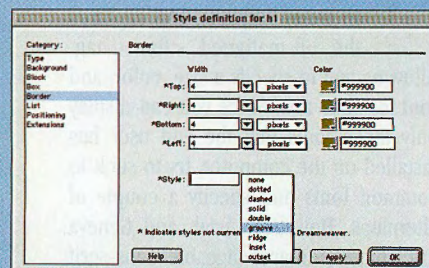 Style definition for h1
Category:
Type
Background
Block
Box
Border
List
Positioning
Extensions
Border
Width Color
*Top: 4 pixels #999900
*Right: 4 pixels #999900
*Bottom: 4 pixels #999900
*Left: 4 pixels #999900
*Style:
none
dotted
dashed
solid
double
groove
ridge
inset
outset
* Indicates styles not curren Dreamweaver.
Help Apply OK